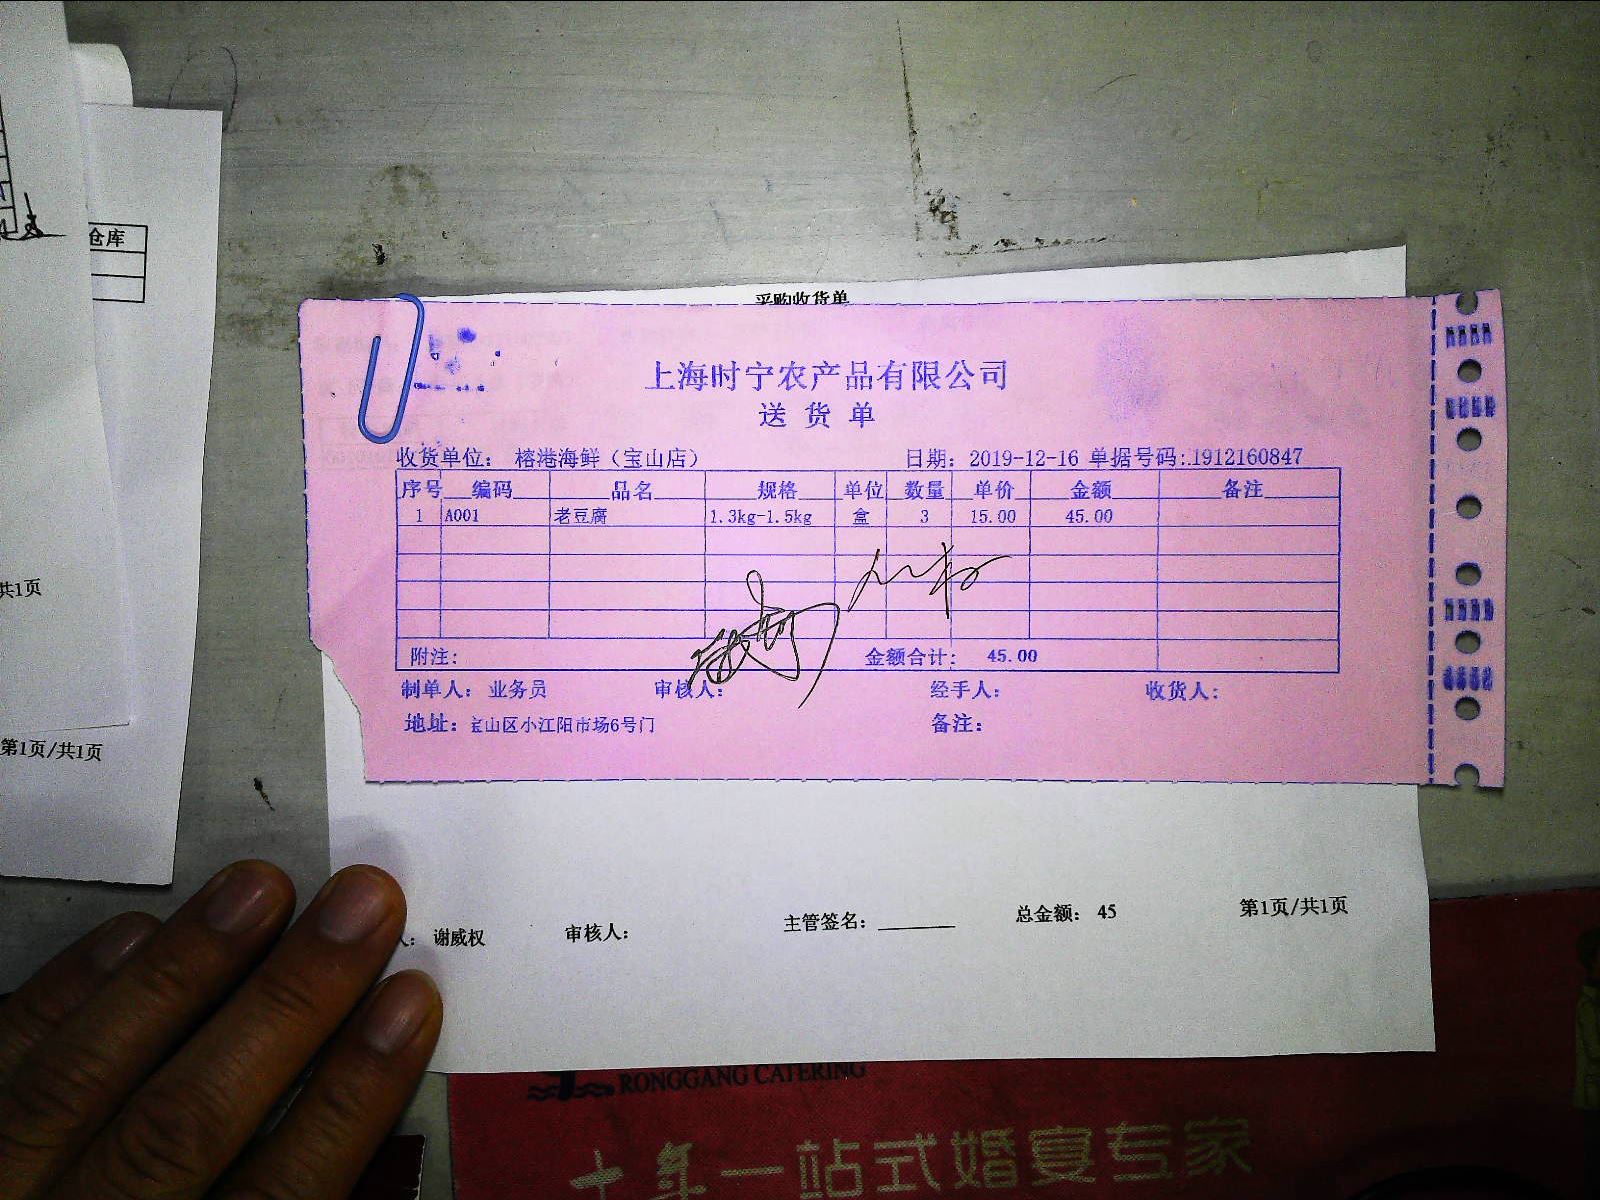 仓库
共1页
第1页/共1页
采购收货单
上海时宁农产品有限公司
送货单
收货单位: 榕港海鲜(宝山店) 日期: 2019-12-16 单据号码:.1912160847
序号 编码 品名 规格 单位 数量 单价 金额 备注
1 A001 老豆腐 1.3kg-1.5kg 盒 3 15.00 45.00
附注: 金额合计: 45.00
制单人: 业务员 审核人: 经手人: 收货人:
地址: 宝山区小江阳市场6号门 备注:
人: 谢威权 审核人: 主管签名: 总金额: 45 第1页/共1页
RONGGANG CATERING
十年一站式婚宴专家